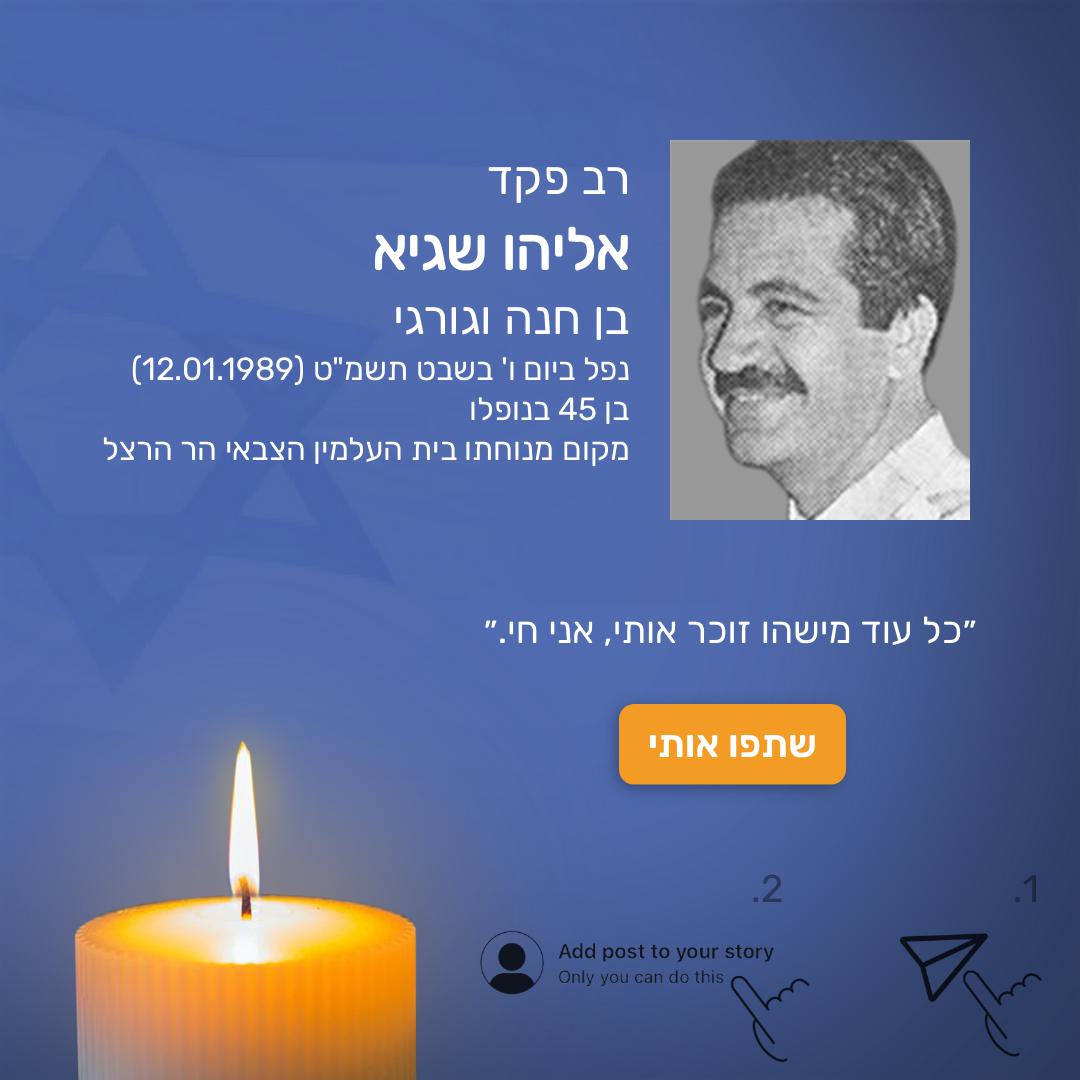 רב פקד
אליהו שגיא
בן חנה וגורגי
נפל ביום ו' בשבט תשמ"ט (12.01.1989)
בן 45 בנופלו
מקום מנוחתו בית העלמין הצבאי הר הרצל
״כל עוד מישהו זוכר אותי, אני חי.״
שתפו אותי
1.
2.
Add post to your story
Only you can do this